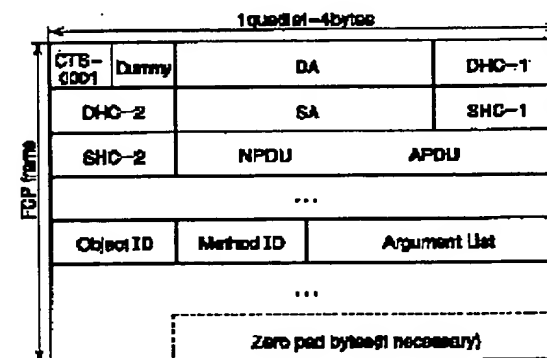 1quadlet=4bytes
CTS=
0001
Dummy
DA
DHC-1
DHC-2
SA
SHC-1
SHC-2
NPDU
APDU
...
FCP frame
Object ID
Method ID
Argument List
...
Zero pad bytes(if necessary)